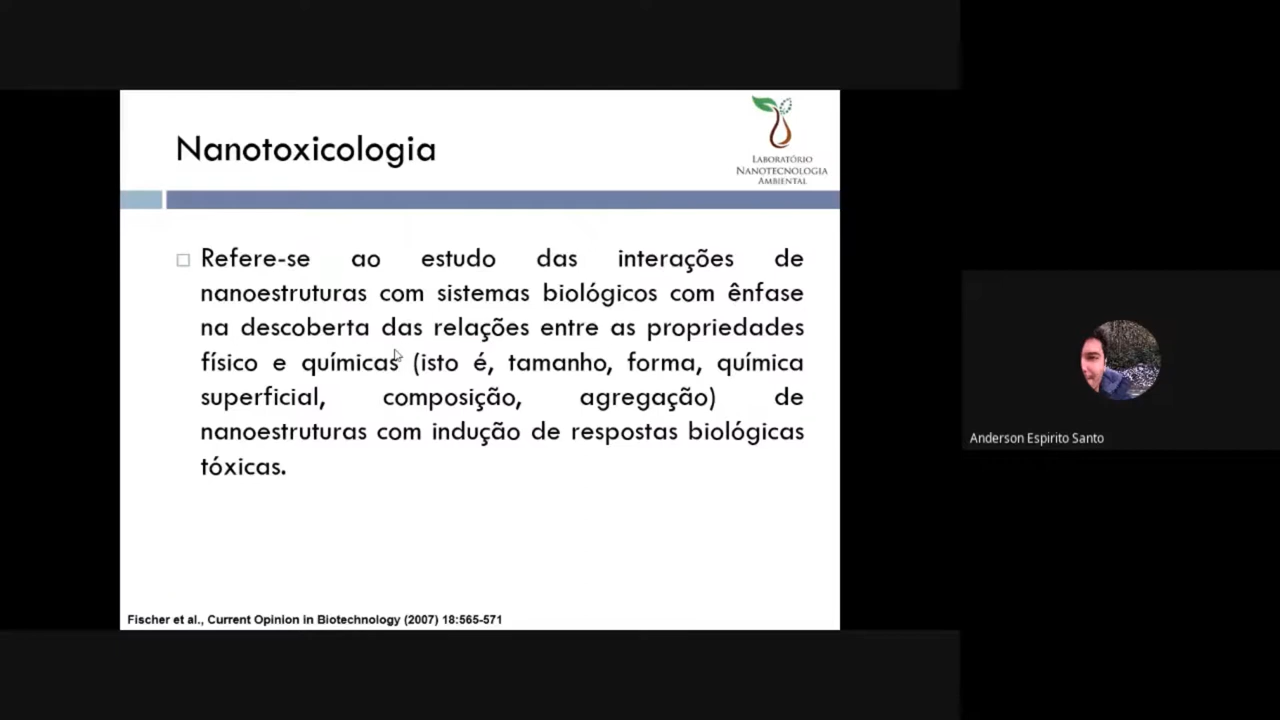 Nanotoxicologia
LABORATÓRIO
NANOTECNOLOGIA
AMBIENTAL
Refere-se ao estudo das interações de
nanoestruturas com sistemas biológicos com ênfase
na descoberta das relações entre as propriedades
físico e químicas (isto é, tamanho, forma, química
superficial, composição, agregação) de
nanoestruturas com indução de respostas biológicas
tóxicas.
Fischer et al., Current Opinion in Biotechnology (2007) 18:565-571
Anderson Espirito Santo